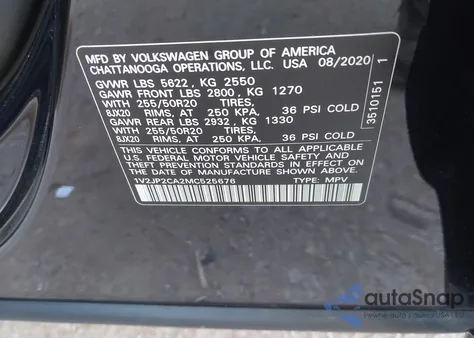 MFD BY VOLKSWAGEN GROUP OF AMERICA
CHATTANOOGA OPERATIONS, LLC. USA 08/2020
GVWR LBS 5622, KG 2550
GAWR FRONT LBS 2800, KG 1270
WITH 255/50R20 TIRES,
8JX20 RIMS, AT 250 KPA, 36 PSI COLD
GAWR REAR LBS 2932, KG 1330
WITH 255/50R20 TIRES,
8JX20 RIMS, AT 250 KPA, 36 PSI COLD
THIS VEHICLE CONFORMS TO ALL APPLICABLE
U.S. FEDERAL MOTOR VEHICLE SAFETY
STANDARDS IN EFFECT ON THE DATE OF
MANUFACTURE SHOWN ABOVE.
1V2JP2CA2MC525676 TYPE: MPV
3510151 1
autoSnap